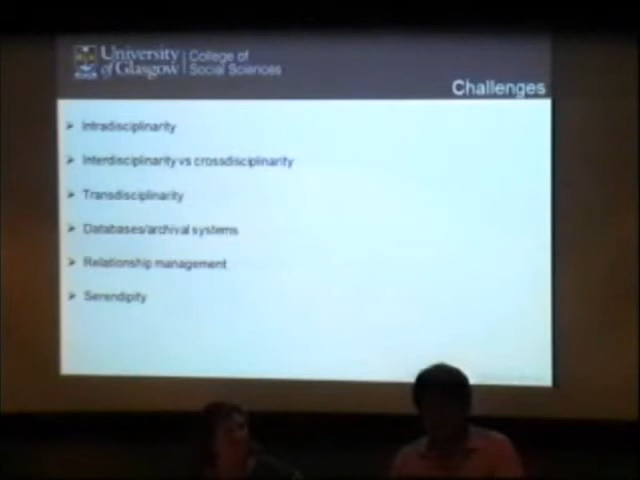 University
of Glasgow
College of
Social Sciences
Challenges
Intradisciplinarity
Interdisciplinarity vs crossdisciplinarity
Transdisciplinarity
Databases/archival systems
Relationship management
Serendipity